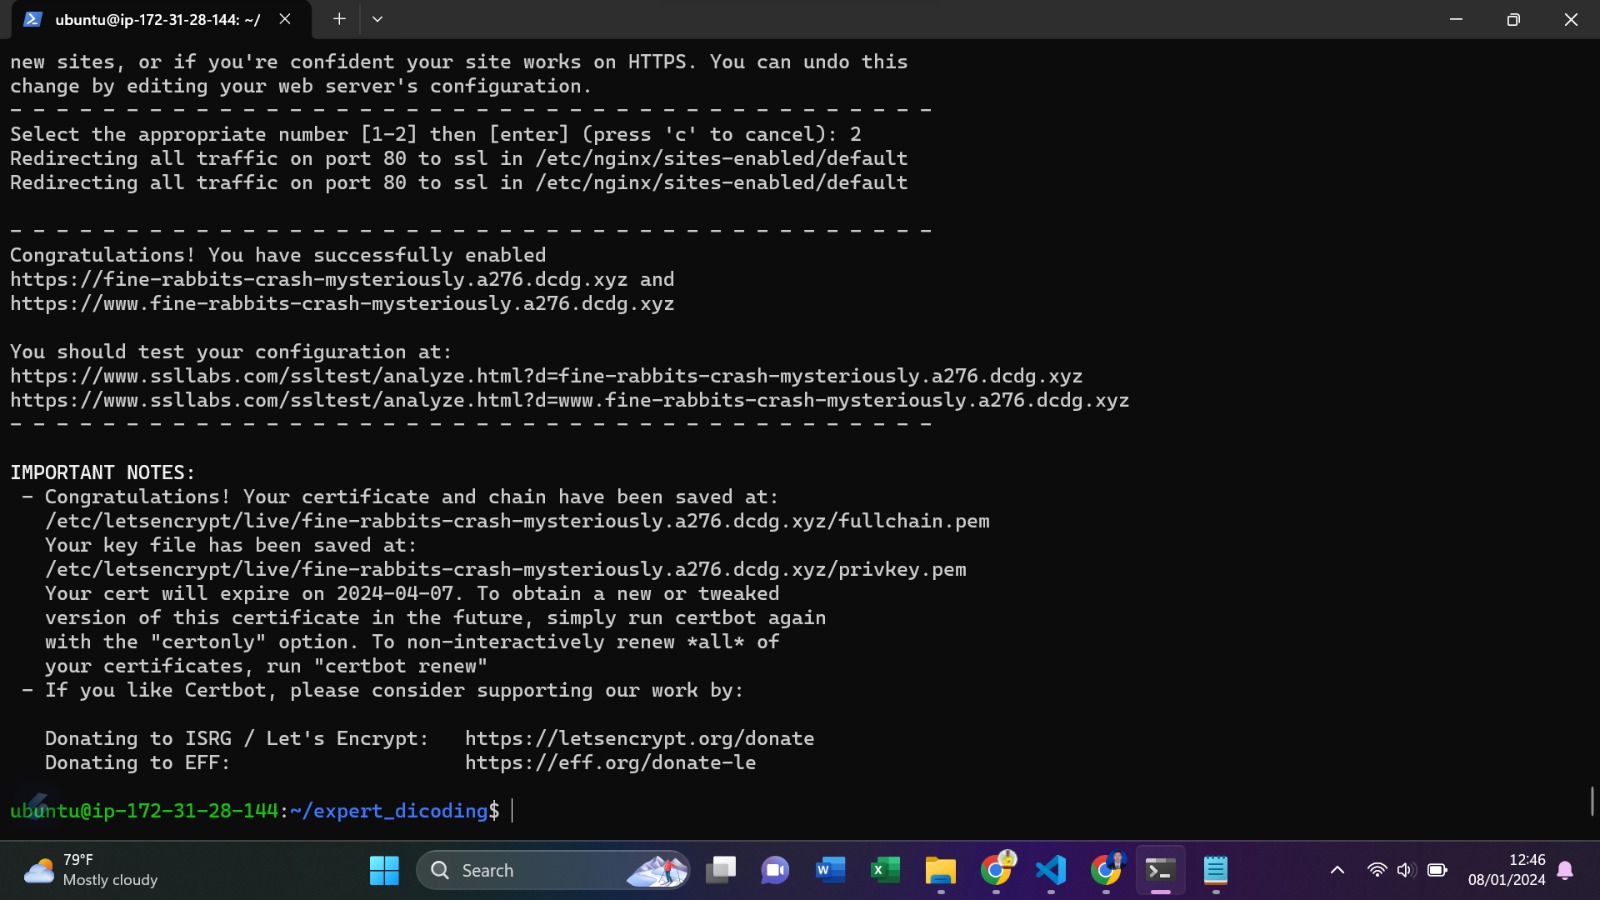 ubuntu@ip-172-31-28-144: ~/
new sites, or if you're confident your site works on HTTPS. You can undo this
change by editing your web server's configuration.
- - - - - - - - - - - - - - - - - - - - - - - - - - - - - - - - - - - - - - - -
Select the appropriate number [1-2] then [enter] (press 'c' to cancel): 2
Redirecting all traffic on port 80 to ssl in /etc/nginx/sites-enabled/default
Redirecting all traffic on port 80 to ssl in /etc/nginx/sites-enabled/default
- - - - - - - - - - - - - - - - - - - - - - - - - - - - - - - - - - - - - - - -
Congratulations! You have successfully enabled
https://fine-rabbits-crash-mysteriously.a276.dcdg.xyz and
https://www.fine-rabbits-crash-mysteriously.a276.dcdg.xyz
You should test your configuration at:
https://www.ssllabs.com/ssltest/analyze.html?d=fine-rabbits-crash-mysteriously.a276.dcdg.xyz
https://www.ssllabs.com/ssltest/analyze.html?d=www.fine-rabbits-crash-mysteriously.a276.dcdg.xyz
- - - - - - - - - - - - - - - - - - - - - - - - - - - - - - - - - - - - - - - -
IMPORTANT NOTES:
- Congratulations! Your certificate and chain have been saved at:
/etc/letsencrypt/live/fine-rabbits-crash-mysteriously.a276.dcdg.xyz/fullchain.pem
Your key file has been saved at:
/etc/letsencrypt/live/fine-rabbits-crash-mysteriously.a276.dcdg.xyz/privkey.pem
Your cert will expire on 2024-04-07. To obtain a new or tweaked
version of this certificate in the future, simply run certbot again
with the "certonly" option. To non-interactively renew *all* of
your certificates, run "certbot renew"
- If you like Certbot, please consider supporting our work by:
Donating to ISRG / Let's Encrypt:   https://letsencrypt.org/donate
Donating to EFF:                    https://eff.org/donate-le
ubuntu@ip-172-31-28-144:~/expert_dicoding$
79°F
Mostly cloudy
Search
12:46
08/01/2024